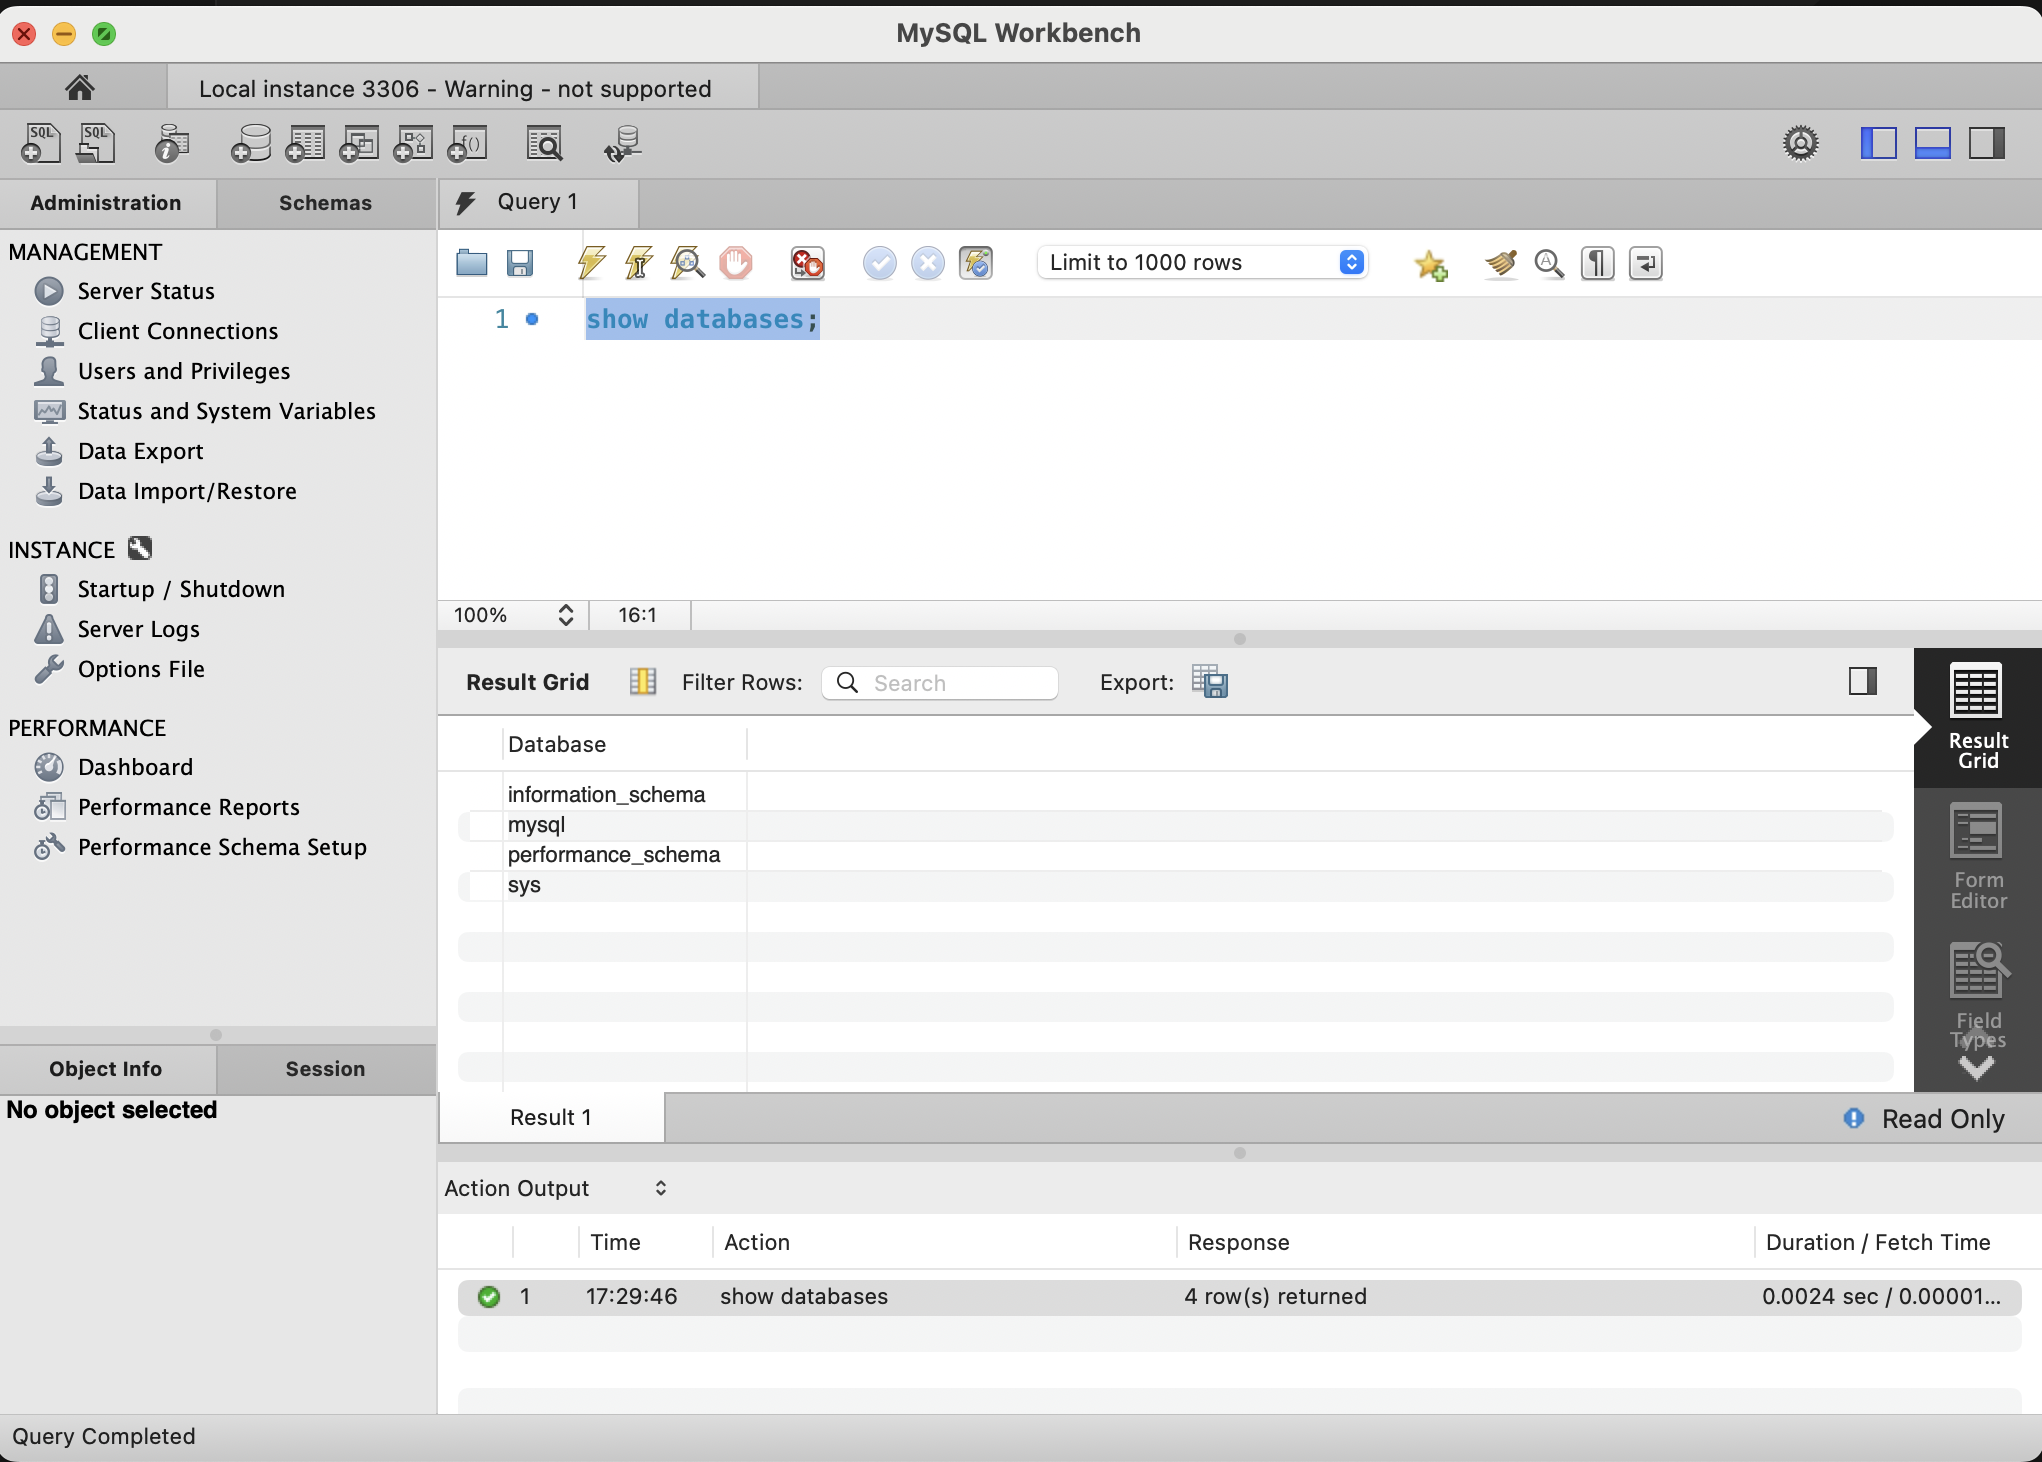 MySQL Workbench
Local instance 3306 - Warning - not supported
SQL
SQL
i
f()
Administration
Schemas
Query 1
MANAGEMENT
Server Status
Client Connections
Users and Privileges
Status and System Variables
Data Export
Data Import/Restore
INSTANCE
Startup / Shutdown
Server Logs
Options File
PERFORMANCE
Dashboard
Performance Reports
Performance Schema Setup
Object Info
Session
No object selected
Limit to 1000 rows
A
¶
1
show databases;
100%
16:1
Result Grid
Filter Rows:
Search
Export:
Database
information_schema
mysql
performance_schema
sys
Result
Grid
Form
Editor
Field
Types
Result 1
Read Only
Action Output
Time Action Response Duration / Fetch Time
1 17:29:46 show databases 4 row(s) returned 0.0024 sec / 0.00001...
Query Completed